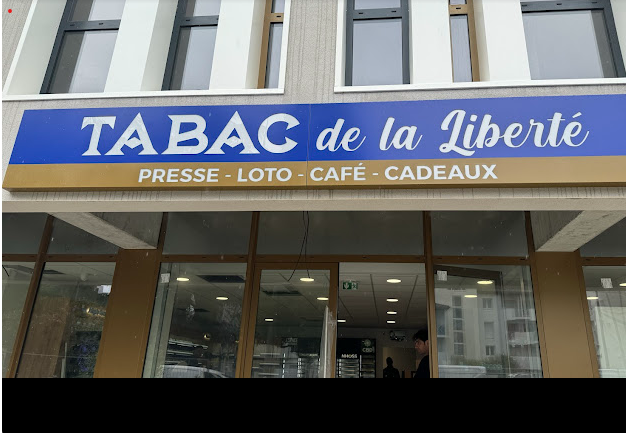 TABAC de la Liberté
PRESSE - LOTO - CAFÉ - CADEAUX